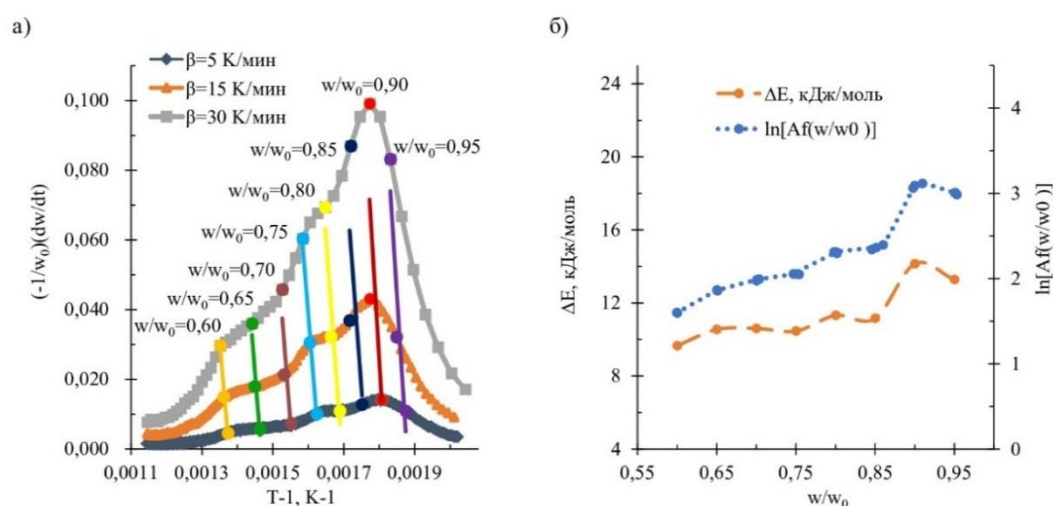 а)
β=5 К/мин
β=15 К/мин
β=30 К/мин
w/w₀=0,90
w/w₀=0,85
w/w₀=0,95
w/w₀=0,80
w/w₀=0,75
w/w₀=0,70
w/w₀=0,65
w/w₀=0,60
(-1/w₀)(dw/dt)
0,100
0,080
0,060
0,040
0,020
0,000
0,0011 0,0013 0,0015 0,0017 0,0019
T-1, K-1
б)
ΔE, кДж/моль
ln[Af(w/w0 )]
ΔE, кДж/моль
24
20
16
12
8
4
0,55 0,65 0,75 0,85 0,95
w/w₀
4
3
2
1
0
ln[Af(w/w0 )]